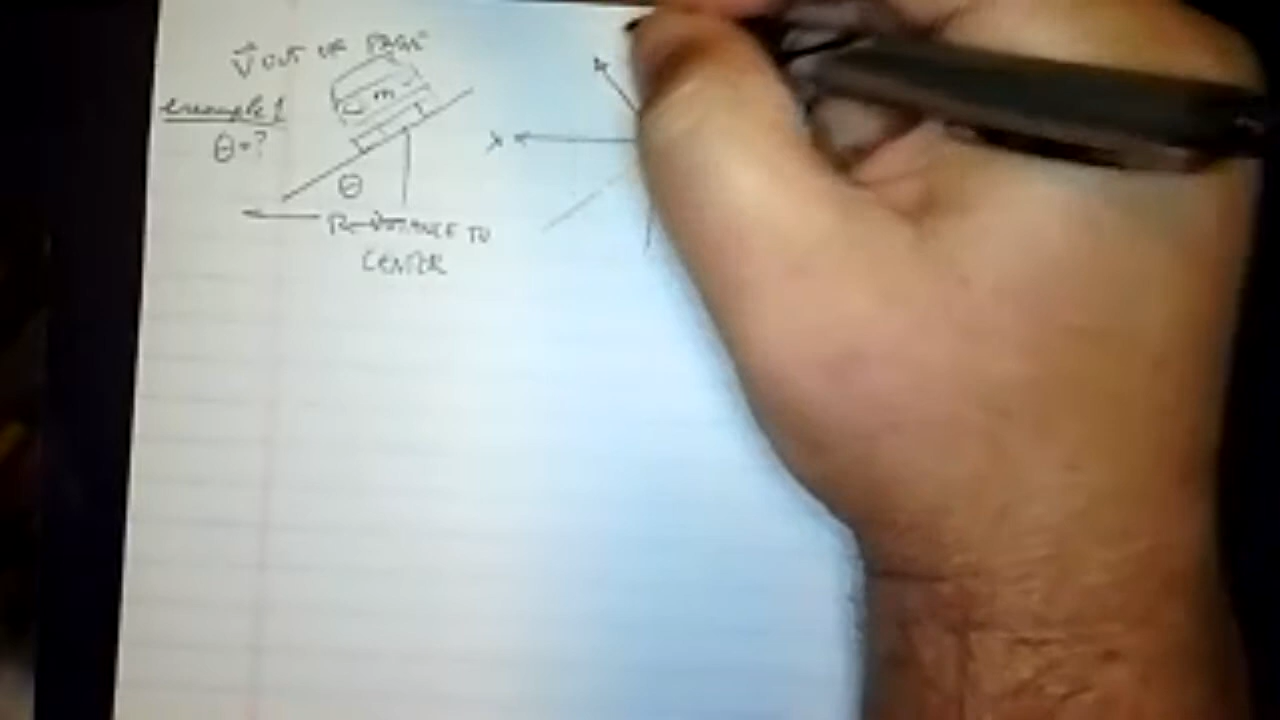 V⃗ OUT OF PAGE
example 1
θ=?
m
θ
R=DISTANCE TO
CENTER
x